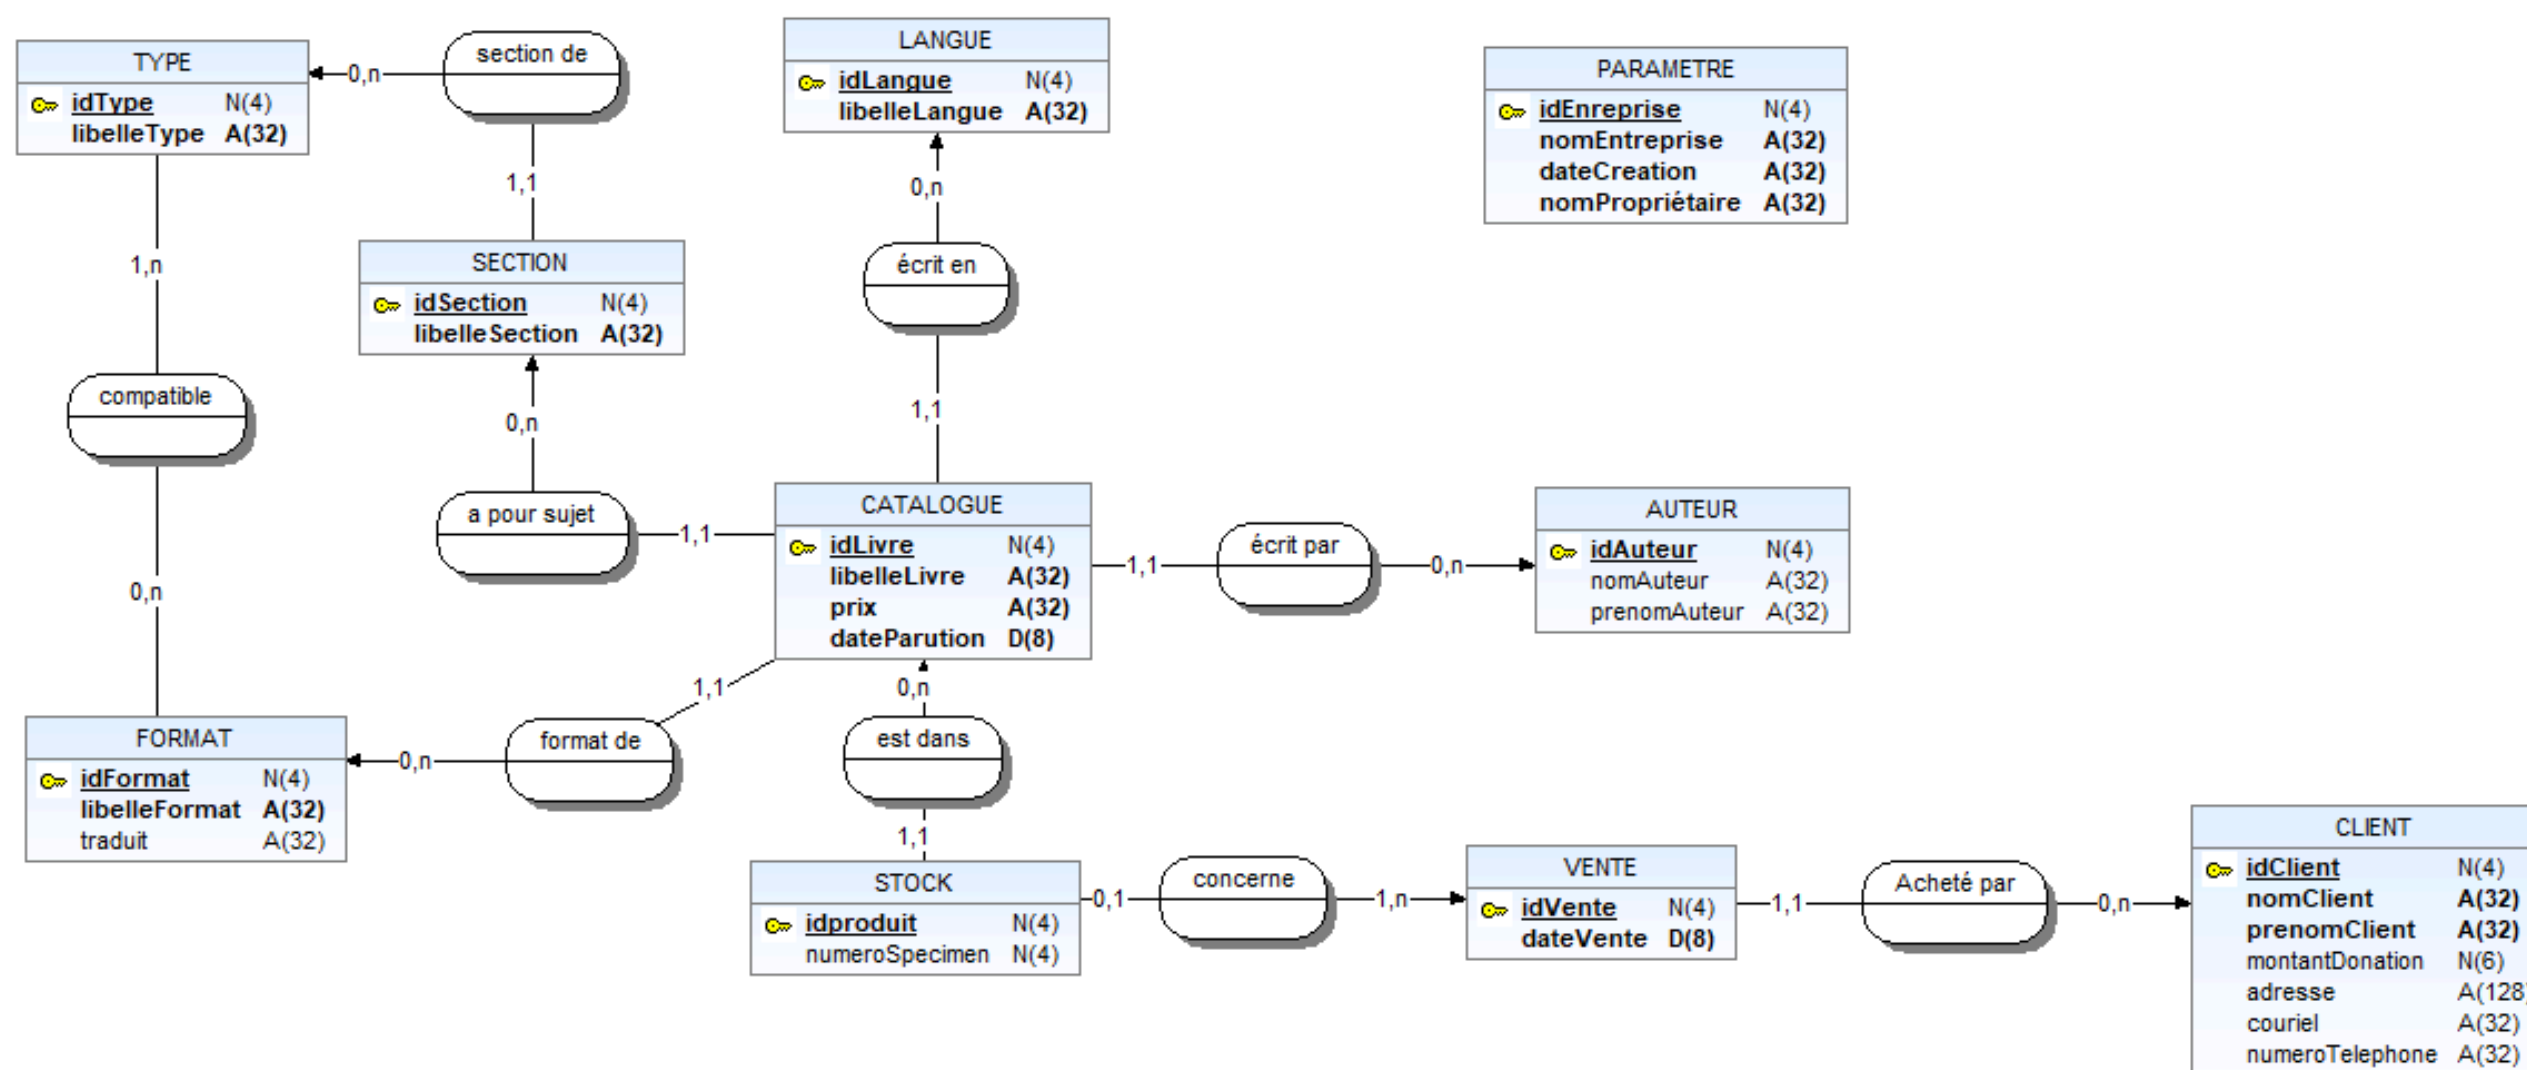 TYPE
idType N(4)
libelleType A(32)
0,n
section de
1,1
SECTION
idSection N(4)
libelleSection A(32)
LANGUE
idLangue N(4)
libelleLangue A(32)
0,n
écrit en
1,1
PARAMETRE
idEnreprise N(4)
nomEntreprise A(32)
dateCreation A(32)
nomPropriétaire A(32)
1,n
compatible
0,n
0,n
a pour sujet
1,1
CATALOGUE
idLivre N(4)
libelleLivre A(32)
prix A(32)
dateParution D(8)
1,1
écrit par
0,n
AUTEUR
idAuteur N(4)
nomAuteur A(32)
prenomAuteur A(32)
FORMAT
idFormat N(4)
libelleFormat A(32)
traduit A(32)
0,n
format de
1,1
0,n
est dans
1,1
STOCK
idproduit N(4)
numeroSpecimen N(4)
0,1
concerne
1,n
VENTE
idVente N(4)
dateVente D(8)
1,1
Acheté par
0,n
CLIENT
idClient N(4)
nomClient A(32)
prenomClient A(32)
montantDonation N(6)
adresse A(128)
couriel A(32)
numeroTelephone A(32)